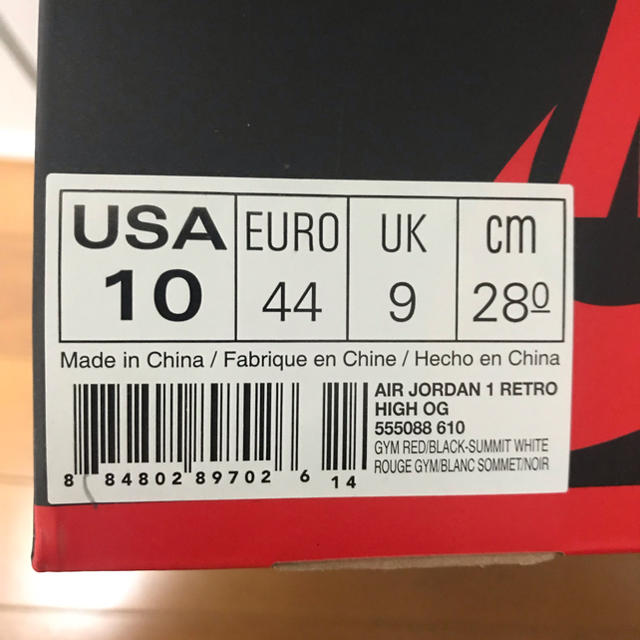 USA EURO UK cm
10 44 9 280
Made in China / Fabrique en Chine / Hecho en China
AIR JORDAN 1 RETRO
HIGH OG
555088 610
GYM RED/BLACK-SUMMIT WHITE
ROUGE GYM/BLANC SOMMET/NOIR
8 84802 89702 6 14